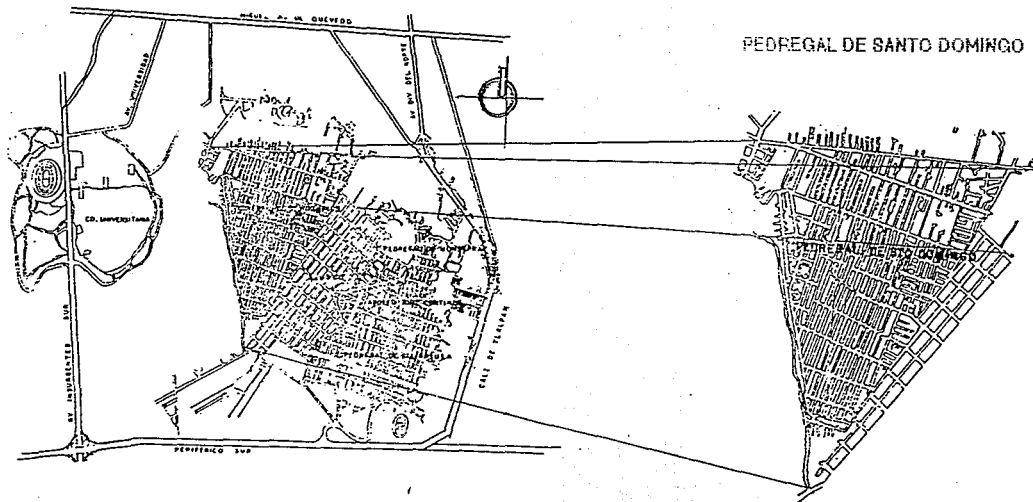 MIGUEL A. DE QUEVEDO
PEDREGAL DE SANTO DOMINGO
AV. UNIVERSIDAD
AV DIV DEL NORTE
CD. UNIVERSITARIA
PEDREGAL DE STO DOMINGO
CALZ DE TLALPAN
AV INSURGENTES SUR
PERIFERICO SUR